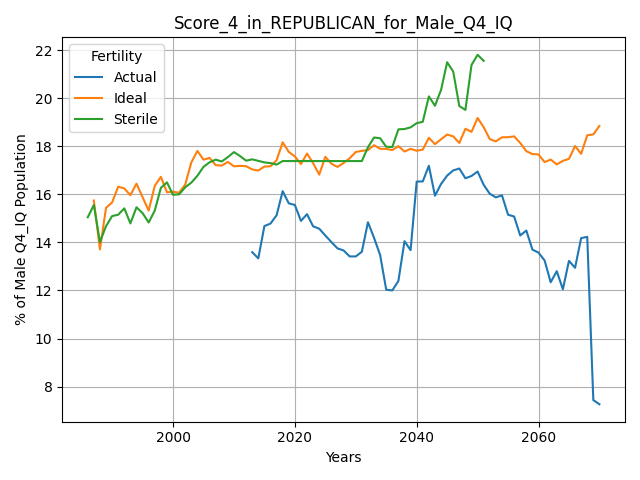 Score_4_in_REPUBLICAN_for_Male_Q4_IQ
Fertility
Actual
Ideal
Sterile
% of Male Q4_IQ Population
22
20
18
16
14
12
10
8
2000
2020
2040
2060
Years